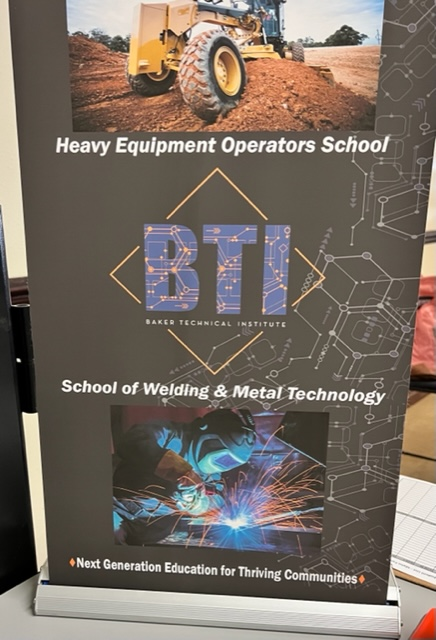 Heavy Equipment Operators School
BTI
BAKER TECHNICAL INSTITUTE
School of Welding & Metal Technology
Next Generation Education for Thriving Communities